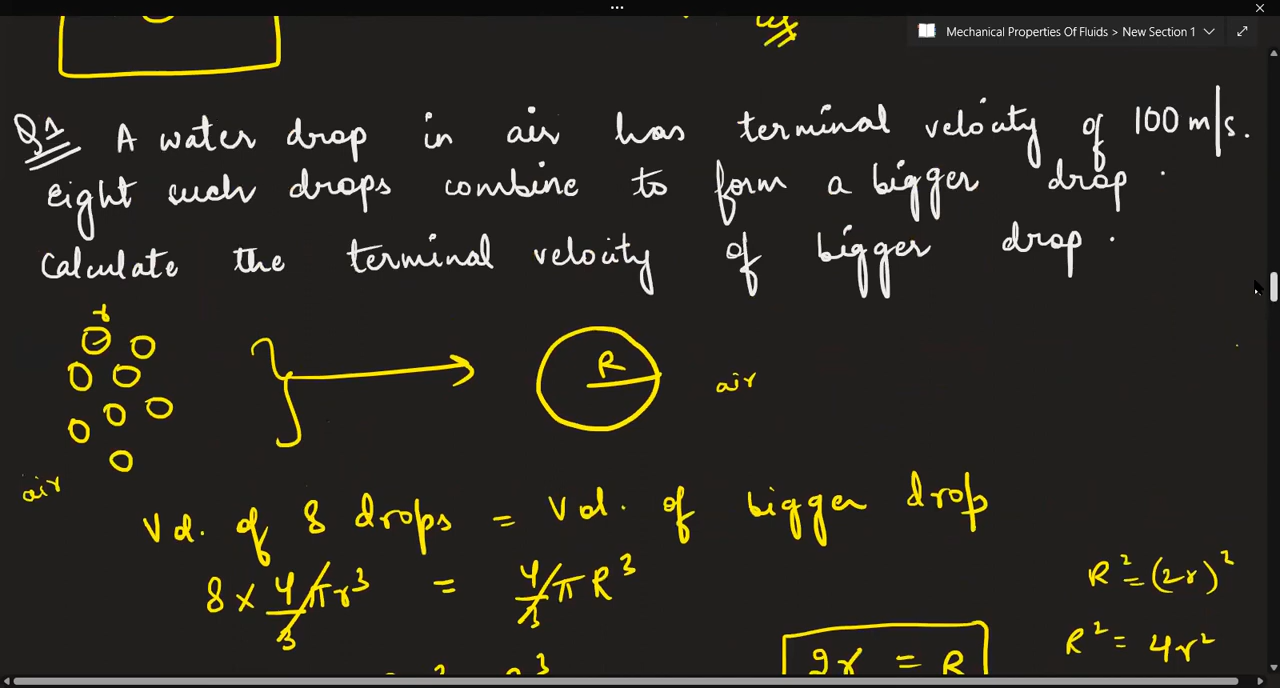 Mechanical Properties Of Fluids > New Section 1
Q1 A water drop in air has terminal velocity of 100 m/s.
eight such drops combine to form a bigger drop.
Calculate the terminal velocity of bigger drop.
r
R
air
air
Vol. of 8 drops = Vol. of bigger drop
8 × 4/3 π r³ = 4/3 π R³
R² = (2r)²
R² = 4r²
2r = R